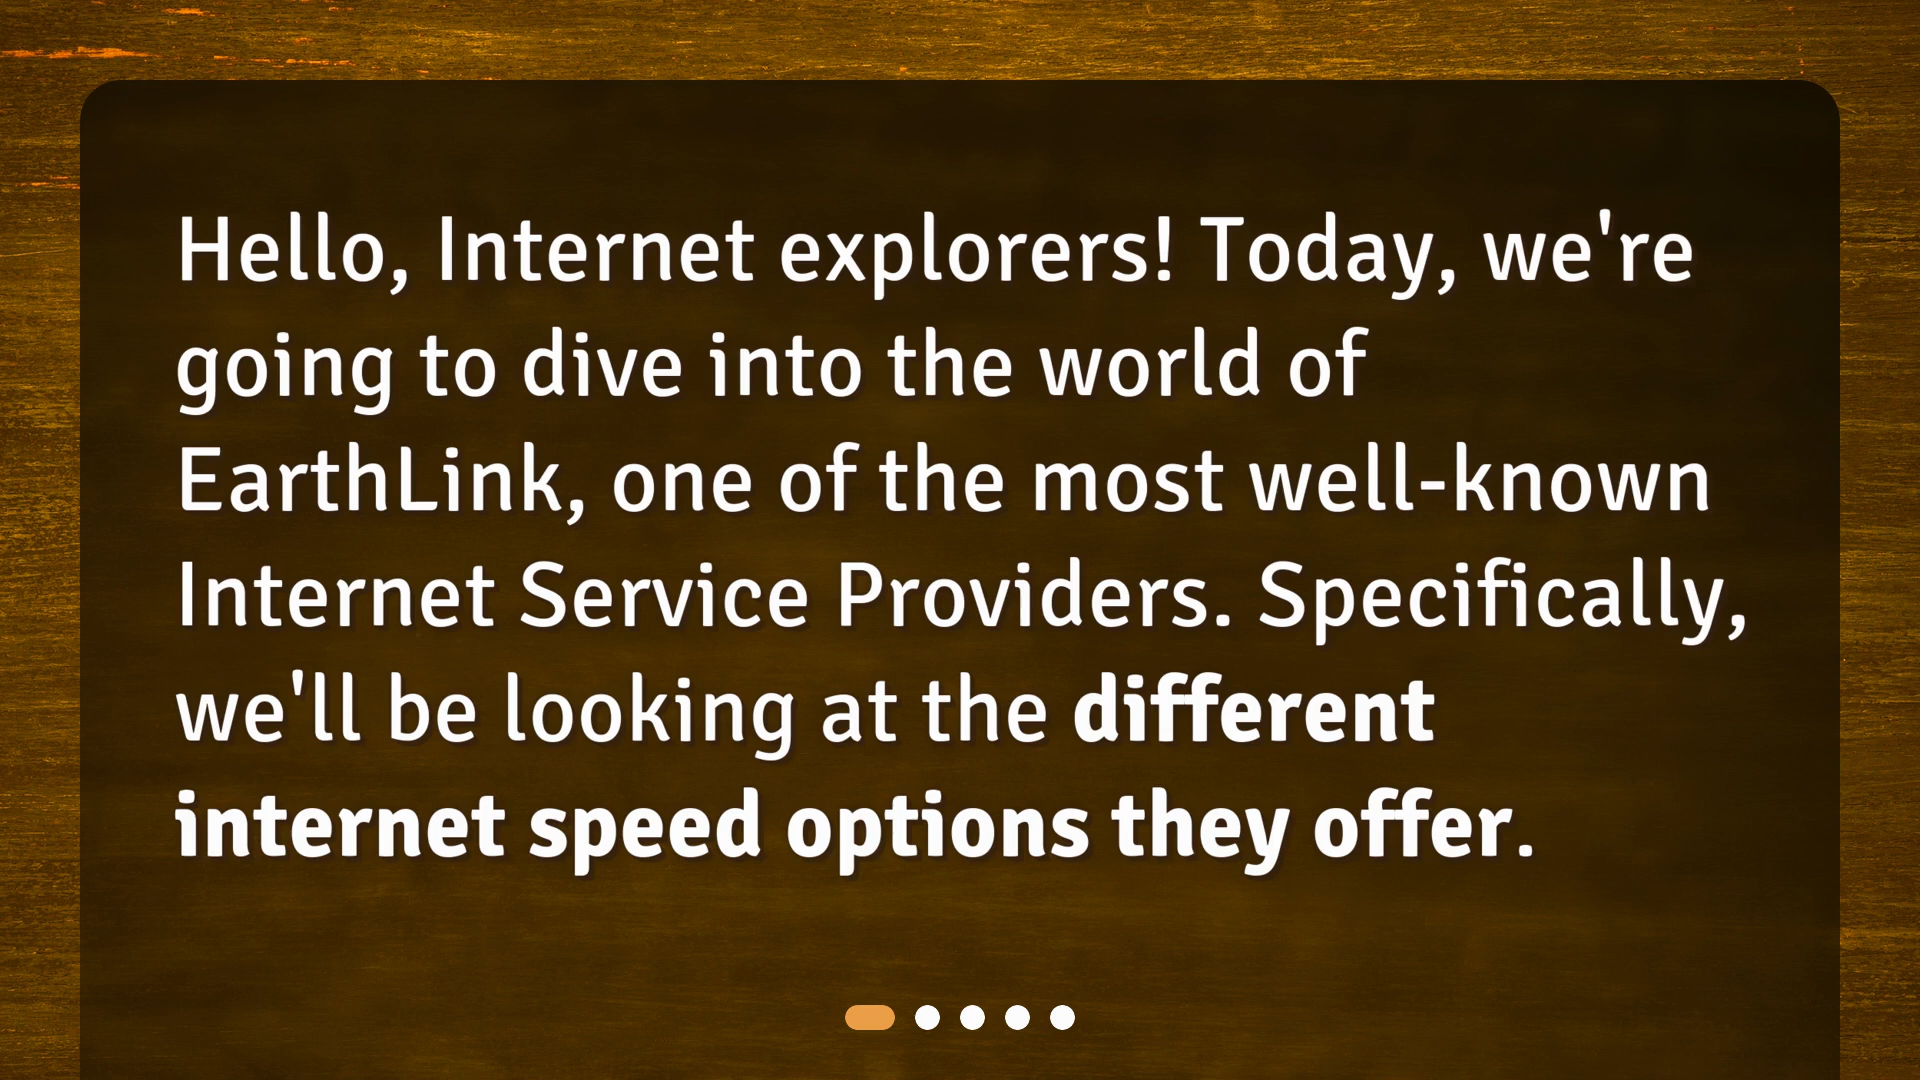 Hello, Internet explorers! Today, we're
going to dive into the world of
EarthLink, one of the most well-known
Internet Service Providers. Specifically,
we'll be looking at the different
internet speed options they offer.